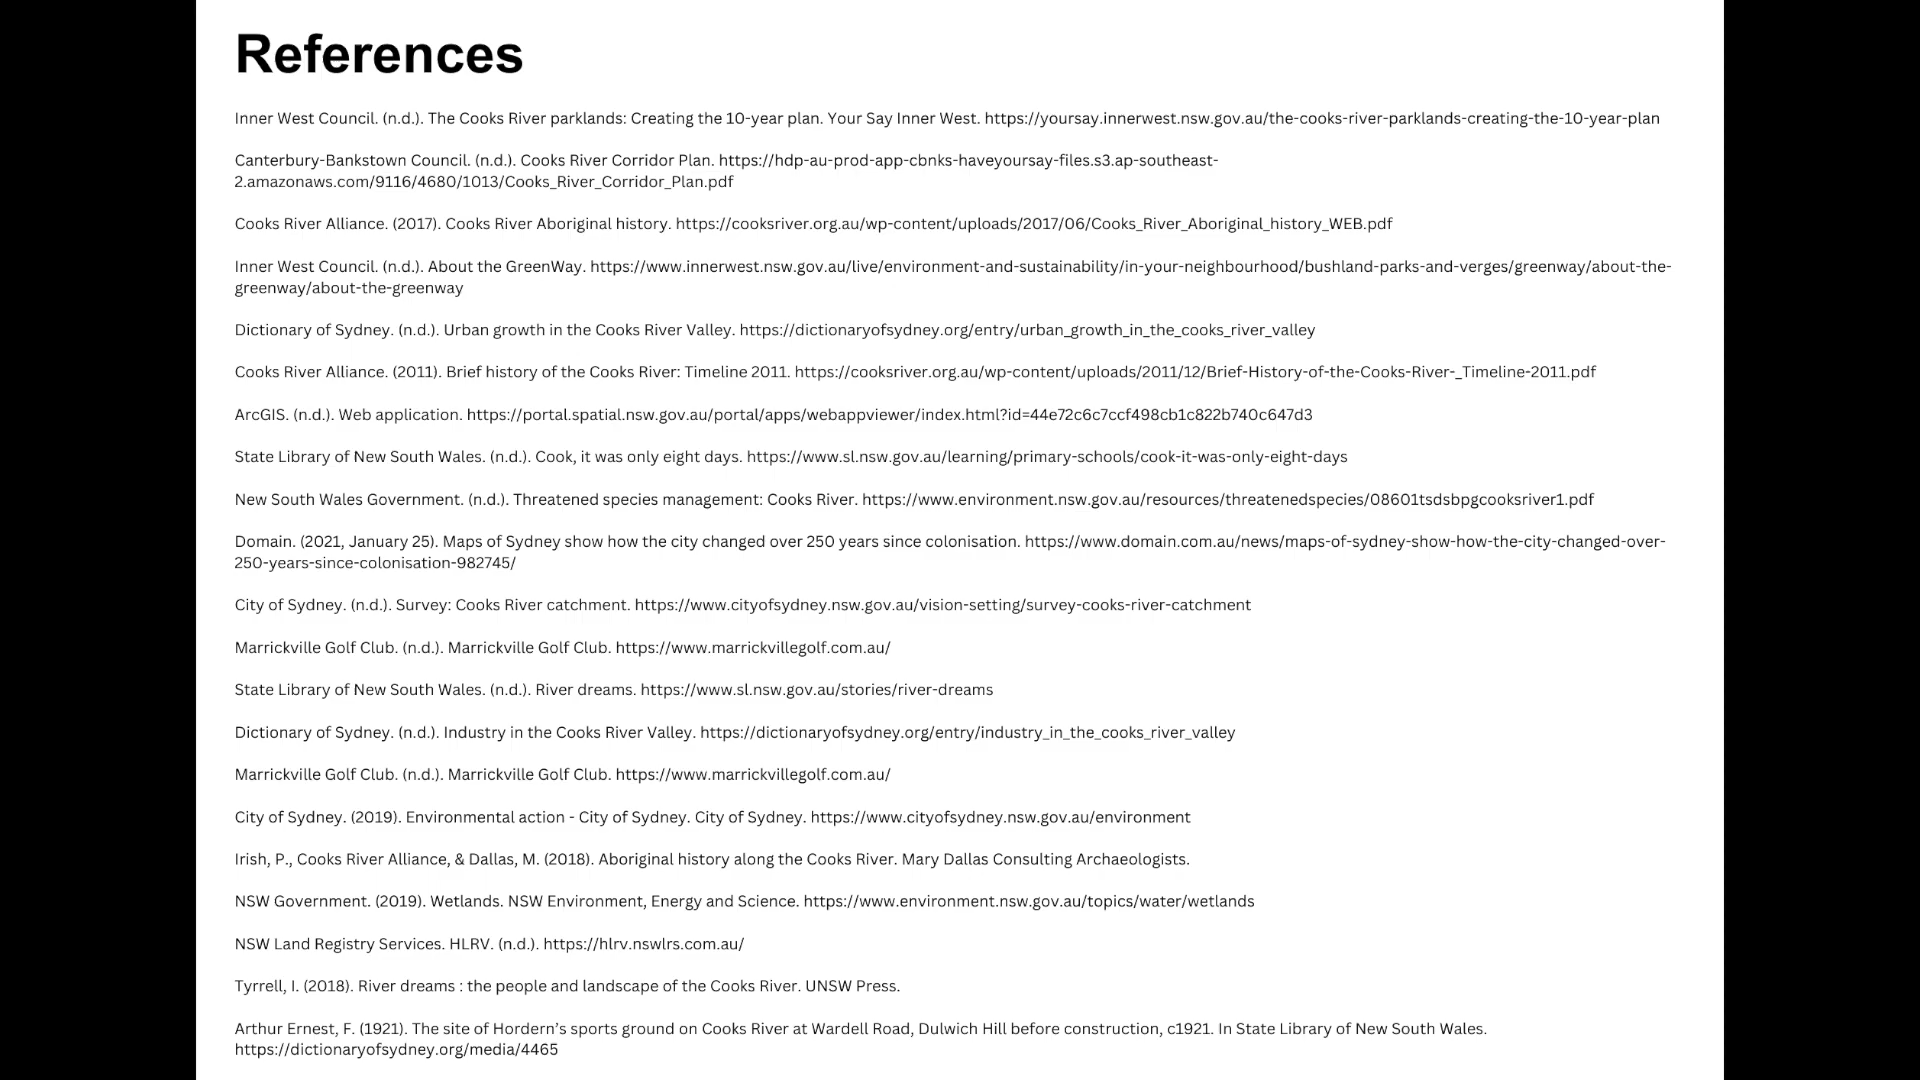 References
Inner West Council. (n.d.). The Cooks River parklands: Creating the 10-year plan. Your Say Inner West. https://yoursay.innerwest.nsw.gov.au/the-cooks-river-parklands-creating-the-10-year-plan
Canterbury-Bankstown Council. (n.d.). Cooks River Corridor Plan. https://hdp-au-prod-app-cbnks-haveyoursay-files.s3.ap-southeast-
2.amazonaws.com/9116/4680/1013/Cooks_River_Corridor_Plan.pdf
Cooks River Alliance. (2017). Cooks River Aboriginal history. https://cooksriver.org.au/wp-content/uploads/2017/06/Cooks_River_Aboriginal_history_WEB.pdf
Inner West Council. (n.d.). About the GreenWay. https://www.innerwest.nsw.gov.au/live/environment-and-sustainability/in-your-neighbourhood/bushland-parks-and-verges/greenway/about-the-
greenway/about-the-greenway
Dictionary of Sydney. (n.d.). Urban growth in the Cooks River Valley. https://dictionaryofsydney.org/entry/urban_growth_in_the_cooks_river_valley
Cooks River Alliance. (2011). Brief history of the Cooks River: Timeline 2011. https://cooksriver.org.au/wp-content/uploads/2011/12/Brief-History-of-the-Cooks-River-_Timeline-2011.pdf
ArcGIS. (n.d.). Web application. https://portal.spatial.nsw.gov.au/portal/apps/webappviewer/index.html?id=44e72c6c7ccf498cb1c822b740c647d3
State Library of New South Wales. (n.d.). Cook, it was only eight days. https://www.sl.nsw.gov.au/learning/primary-schools/cook-it-was-only-eight-days
New South Wales Government. (n.d.). Threatened species management: Cooks River. https://www.environment.nsw.gov.au/resources/threatenedspecies/08601tsdsbpgcooksriver1.pdf
Domain. (2021, January 25). Maps of Sydney show how the city changed over 250 years since colonisation. https://www.domain.com.au/news/maps-of-sydney-show-how-the-city-changed-over-
250-years-since-colonisation-982745/
City of Sydney. (n.d.). Survey: Cooks River catchment. https://www.cityofsydney.nsw.gov.au/vision-setting/survey-cooks-river-catchment
Marrickville Golf Club. (n.d.). Marrickville Golf Club. https://www.marrickvillegolf.com.au/
State Library of New South Wales. (n.d.). River dreams. https://www.sl.nsw.gov.au/stories/river-dreams
Dictionary of Sydney. (n.d.). Industry in the Cooks River Valley. https://dictionaryofsydney.org/entry/industry_in_the_cooks_river_valley
Marrickville Golf Club. (n.d.). Marrickville Golf Club. https://www.marrickvillegolf.com.au/
City of Sydney. (2019). Environmental action - City of Sydney. City of Sydney. https://www.cityofsydney.nsw.gov.au/environment
Irish, P., Cooks River Alliance, & Dallas, M. (2018). Aboriginal history along the Cooks River. Mary Dallas Consulting Archaeologists.
NSW Government. (2019). Wetlands. NSW Environment, Energy and Science. https://www.environment.nsw.gov.au/topics/water/wetlands
NSW Land Registry Services. HLRV. (n.d.). https://hlrv.nswlrs.com.au/
Tyrrell, I. (2018). River dreams : the people and landscape of the Cooks River. UNSW Press.
Arthur Ernest, F. (1921). The site of Hordern’s sports ground on Cooks River at Wardell Road, Dulwich Hill before construction, c1921. In State Library of New South Wales.
https://dictionaryofsydney.org/media/4465